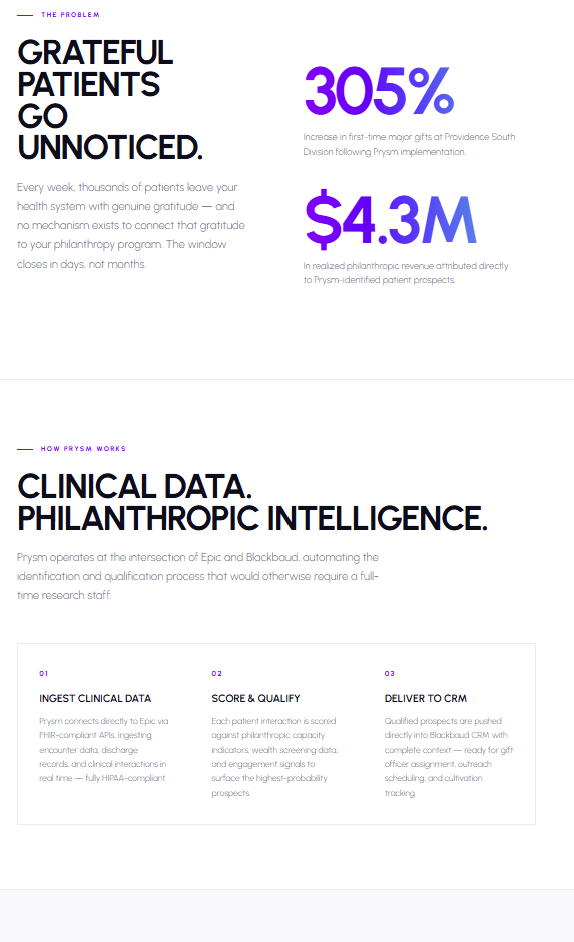 THE PROBLEM
GRATEFUL
PATIENTS
GO
UNNOTICED.
Every week, thousands of patients leave your
health system with genuine gratitude — and
no mechanism exists to connect that gratitude
to your philanthropy program. The window
closes in days, not months.
305%
Increase in first-time major gifts at Providence South
Division following Prysm implementation.
$4.3M
In realized philanthropic revenue attributed directly
to Prysm-identified patient prospects.
HOW PRYSM WORKS
CLINICAL DATA.
PHILANTHROPIC INTELLIGENCE.
Prysm operates at the intersection of Epic and Blackbaud, automating the
identification and qualification process that would otherwise require a full-
time research staff.
01
INGEST CLINICAL DATA
Prysm connects directly to Epic via
FHIR-compliant APIs, ingesting
encounter data, discharge
records, and clinical interactions in
real time — fully HIPAA-compliant.
02
SCORE & QUALIFY
Each patient interaction is scored
against philanthropic capacity
indicators, wealth screening data,
and engagement signals to
surface the highest-probability
prospects.
03
DELIVER TO CRM
Qualified prospects are pushed
directly into Blackbaud CRM with
complete context — ready for gift
officer assignment, outreach
scheduling, and cultivation
tracking.